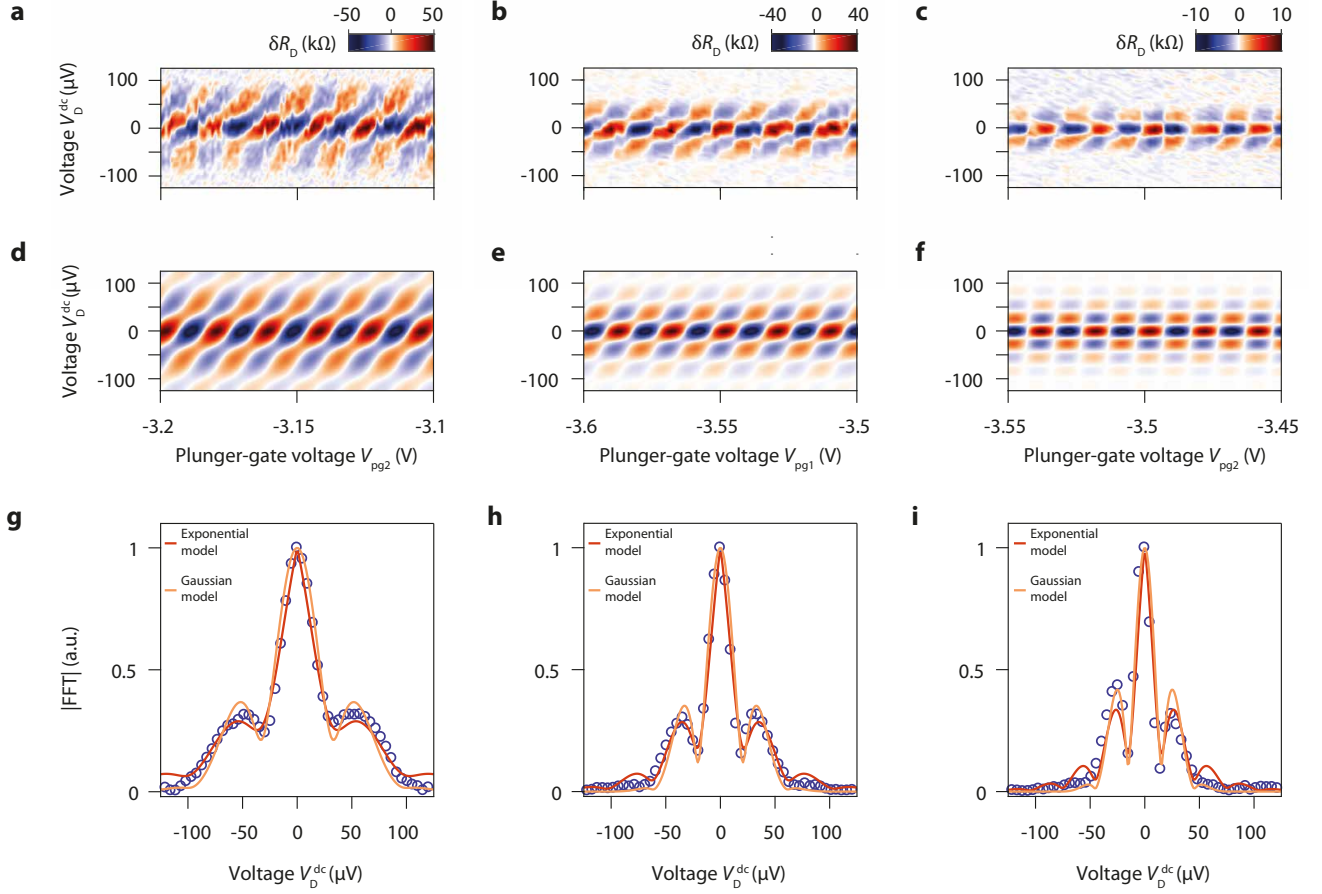 a
-50 0 50
δR_D (kΩ)
b
-40 0 40
δR_D (kΩ)
c
-10 0 10
δR_D (kΩ)
Voltage V_D^dc (μV)
100
0
-100
100
0
-100
100
0
-100
d
e
f
Voltage V_D^dc (μV)
100
0
-100
100
0
-100
100
0
-100
-3.2 -3.15 -3.1
-3.6 -3.55 -3.5
-3.55 -3.5 -3.45
Plunger-gate voltage V_pg2 (V)
Plunger-gate voltage V_pg1 (V)
Plunger-gate voltage V_pg2 (V)
g
|FFT| (a.u.)
1
0.5
0
Exponential
model
Gaussian
model
-100 -50 0 50 100
Voltage V_D^dc (μV)
h
1
0.5
0
Exponential
model
Gaussian
model
-100 -50 0 50 100
Voltage V_D^dc (μV)
i
1
0.5
0
Exponential
model
Gaussian
model
-100 -50 0 50 100
Voltage V_D^dc (μV)